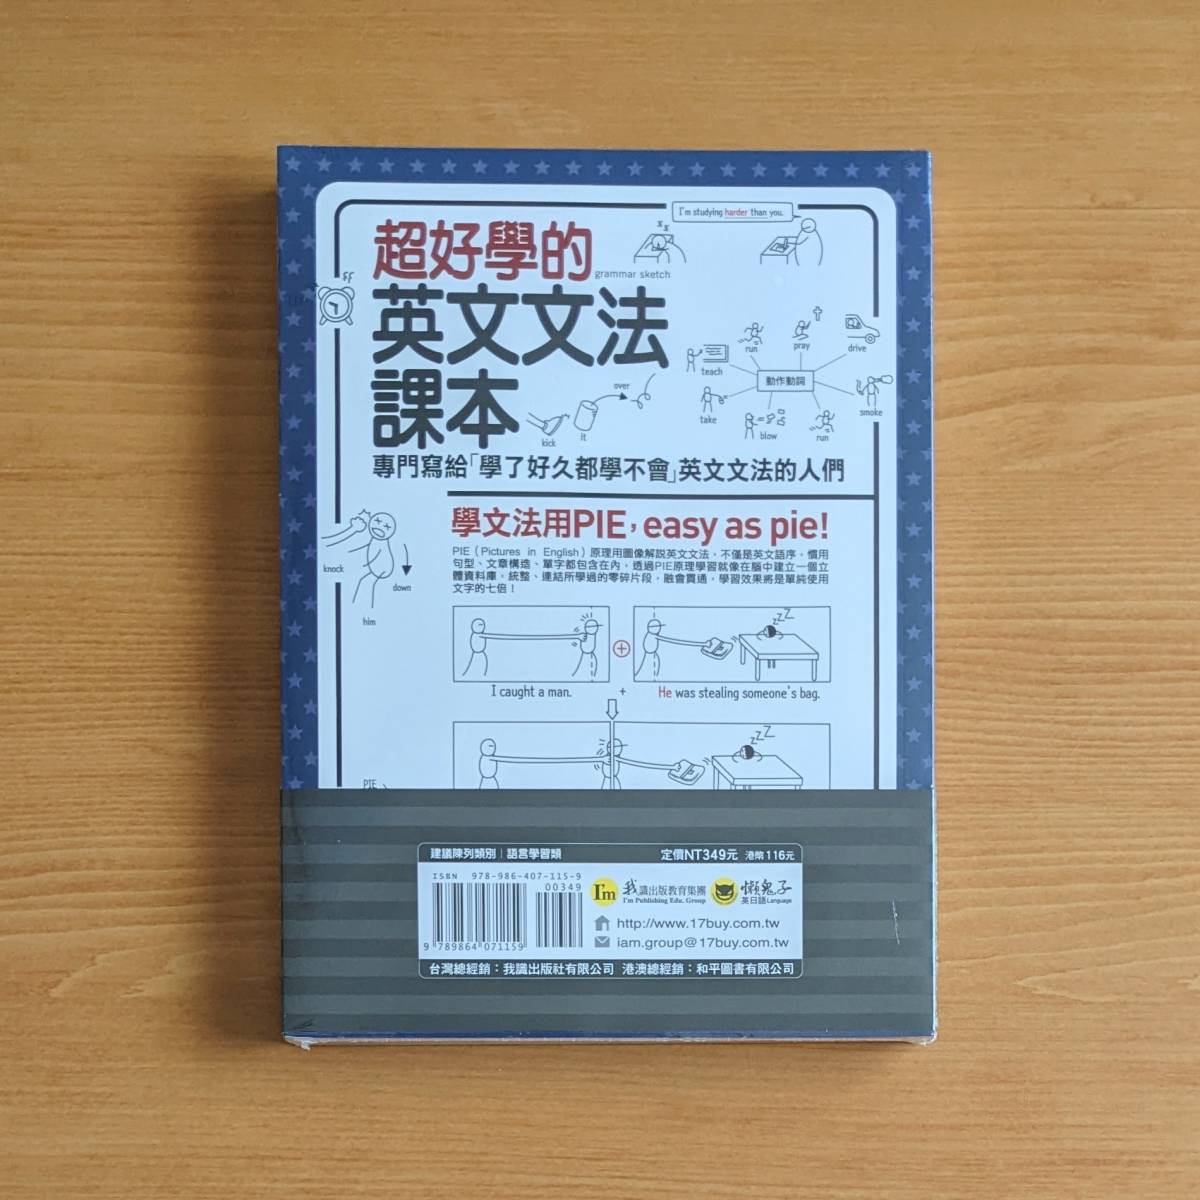 I'm studying harder than you.
zz
超好學的
grammar sketch
英文文法
課本
run
pray
drive
teach
動作動詞
over
take
smoke
kick
it
blow
run
專門寫給「學了好久都學不會」英文文法的人們
學文法用PIE，easy as pie!
PIE（Pictures in English）原理用圖像解說英文文法，不僅是英文語序，慣用
句型、文章構造、單字都包含在內，透過PIE原理學習就像在腦中建立一個立
體資料庫，統整、連結所學過的零碎片段，融會貫通，學習效果將是單純使用
文字的七倍！
knock
down
him
zzZ
I caught a man.
+
He was stealing someone's bag.
zzZ
PIE
建議陳列類別｜語言學習類
定價NT349元 港幣116元
ISBN 978-986-407-115-9
00349
9 789864 071159
I'm 我識出版教育集團
I'm Publishing Edu. Group
懶鬼子
英日語Language
http://www.17buy.com.tw
iam.group@17buy.com.tw
台灣總經銷：我識出版社有限公司 港澳總經銷：和平圖書有限公司